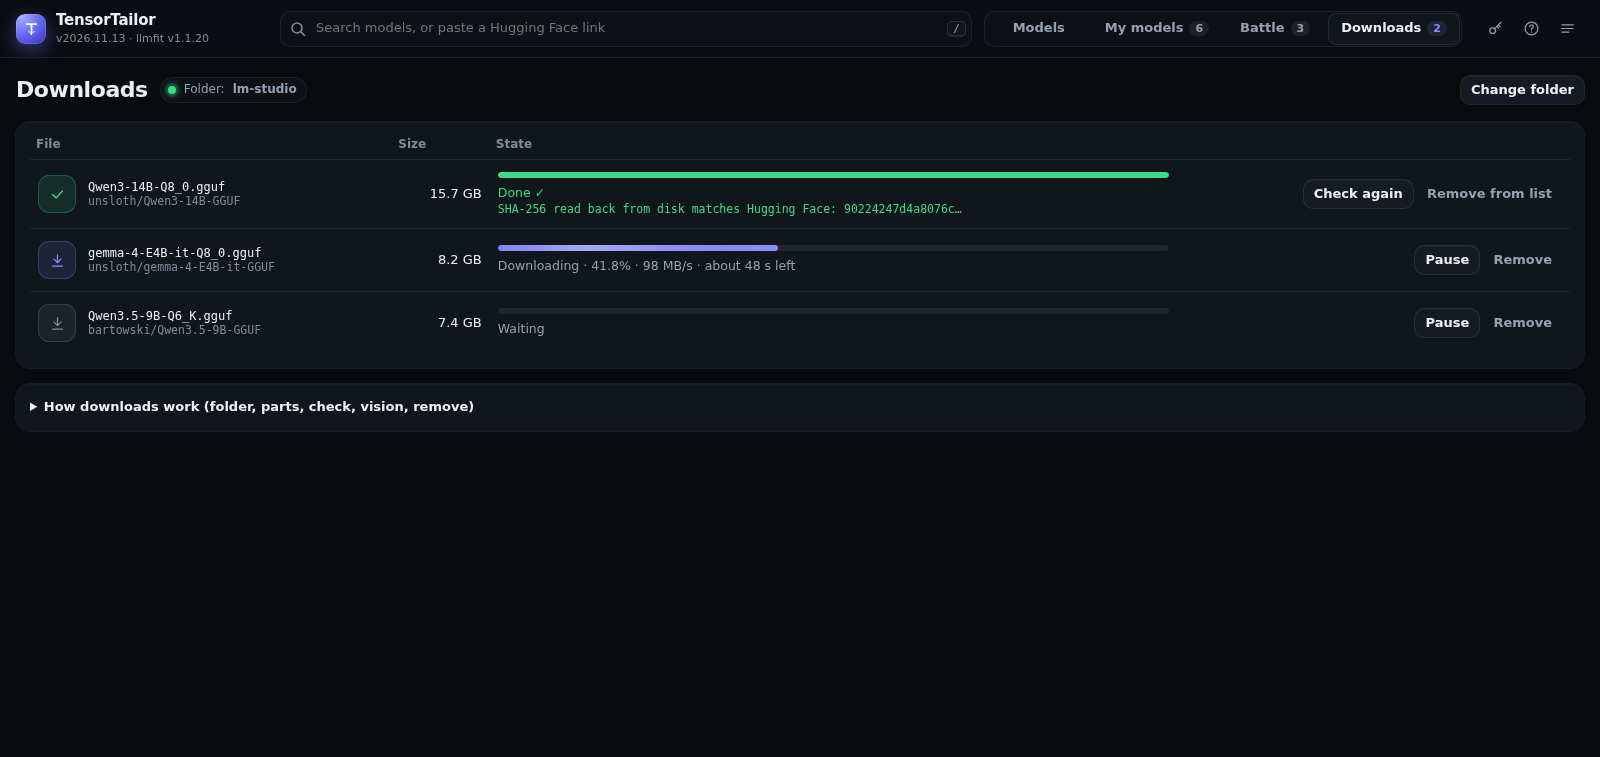 TensorTailor
v2026.11.13 · llmfit v1.1.20
Search models, or paste a Hugging Face link
/
Models
My models 6
Battle 3
Downloads 2
Downloads
Folder: lm-studio
Change folder
File
Size
State
Qwen3-14B-Q8_0.gguf
unsloth/Qwen3-14B-GGUF
15.7 GB
Done ✓
SHA-256 read back from disk matches Hugging Face: 90224247d4a8076c…
Check again
Remove from list
gemma-4-E4B-it-Q8_0.gguf
unsloth/gemma-4-E4B-it-GGUF
8.2 GB
Downloading · 41.8% · 98 MB/s · about 48 s left
Pause
Remove
Qwen3.5-9B-Q6_K.gguf
bartowski/Qwen3.5-9B-GGUF
7.4 GB
Waiting
Pause
Remove
How downloads work (folder, parts, check, vision, remove)